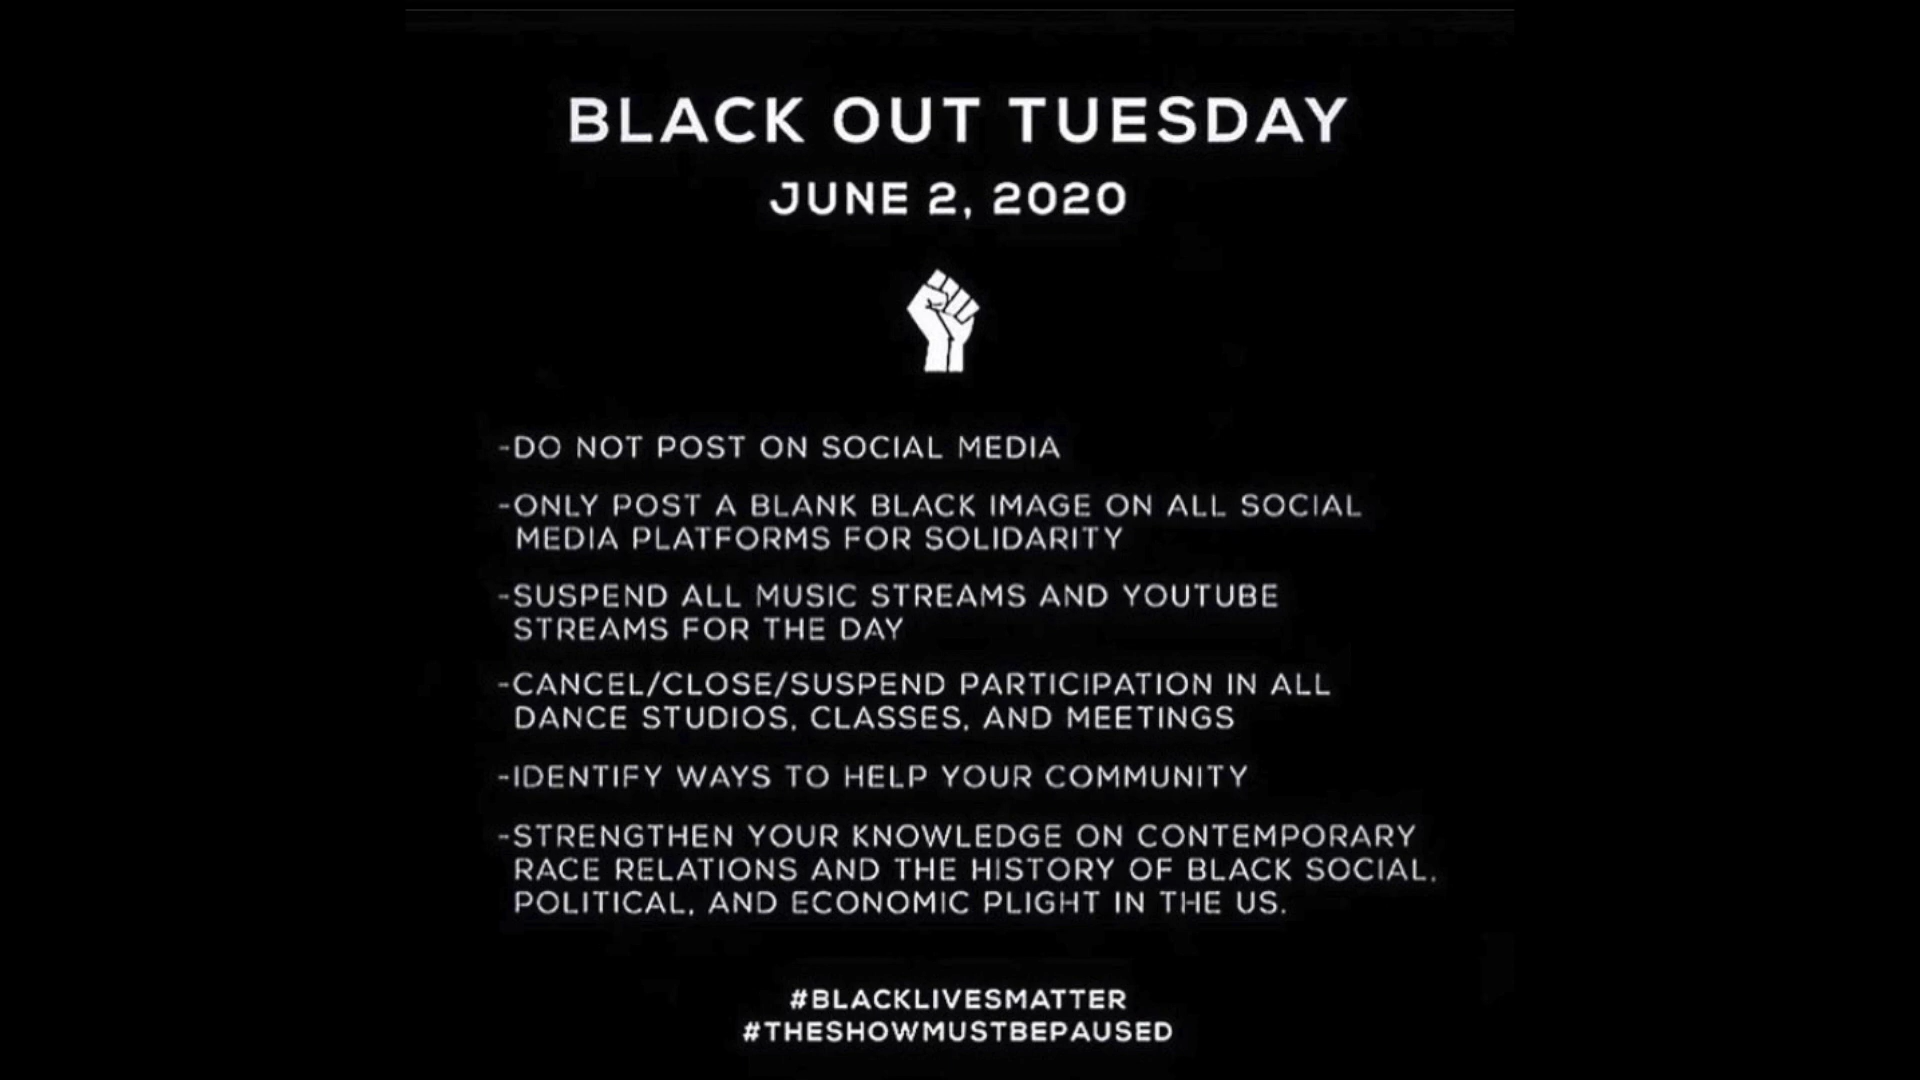 BLACK OUT TUESDAY
JUNE 2, 2020
-DO NOT POST ON SOCIAL MEDIA
-ONLY POST A BLANK BLACK IMAGE ON ALL SOCIAL
MEDIA PLATFORMS FOR SOLIDARITY
-SUSPEND ALL MUSIC STREAMS AND YOUTUBE
STREAMS FOR THE DAY
-CANCEL/CLOSE/SUSPEND PARTICIPATION IN ALL
DANCE STUDIOS, CLASSES, AND MEETINGS
-IDENTIFY WAYS TO HELP YOUR COMMUNITY
-STRENGTHEN YOUR KNOWLEDGE ON CONTEMPORARY
RACE RELATIONS AND THE HISTORY OF BLACK SOCIAL,
POLITICAL, AND ECONOMIC PLIGHT IN THE US.
#BLACKLIVESMATTER
#THESHOWMUSTBEPAUSED